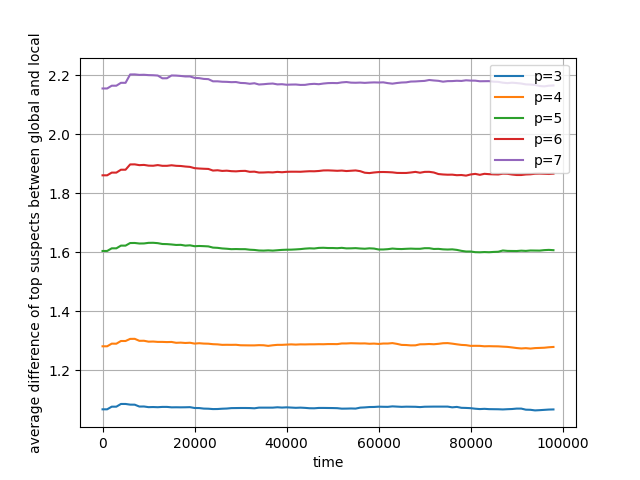 average difference of top suspects between global and local
2.2
2.0
1.8
1.6
1.4
1.2
p=3
p=4
p=5
p=6
p=7
0 20000 40000 60000 80000 100000
time